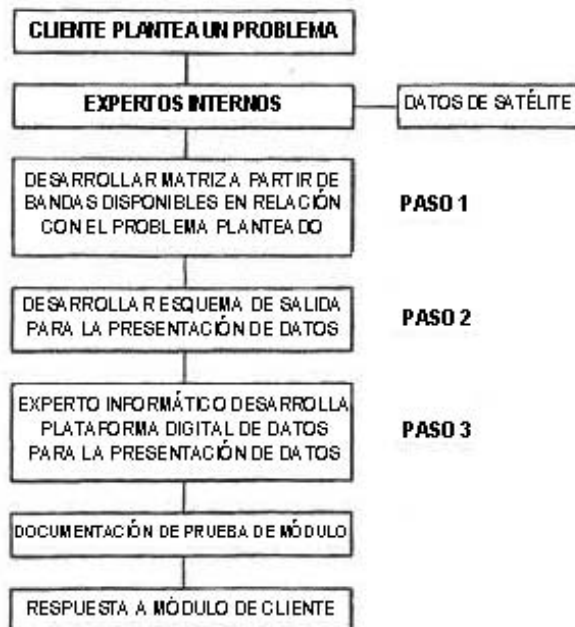 CLIENTE PLANTEA UN PROBLEMA
EXPERTOS INTERNOS
DATOS DE SATÉLITE
DESARROLLAR MATRIZ A PARTIR DE
BANDAS DISPONIBLES EN RELACIÓN
CON EL PROBLEMA PLANTEADO
PASO 1
DESARROLLAR ESQUEMA DE SALIDA
PARA LA PRESENTACIÓN DE DATOS
PASO 2
EXPERTO INFORMÁTICO DESARROLLA
PLATAFORMA DIGITAL DE DATOS
PARA LA PRESENTACIÓN DE DATOS
PASO 3
DOCUMENTACIÓN DE PRUEBA DE MÓDULO
RESPUESTA A MÓDULO DE CLIENTE